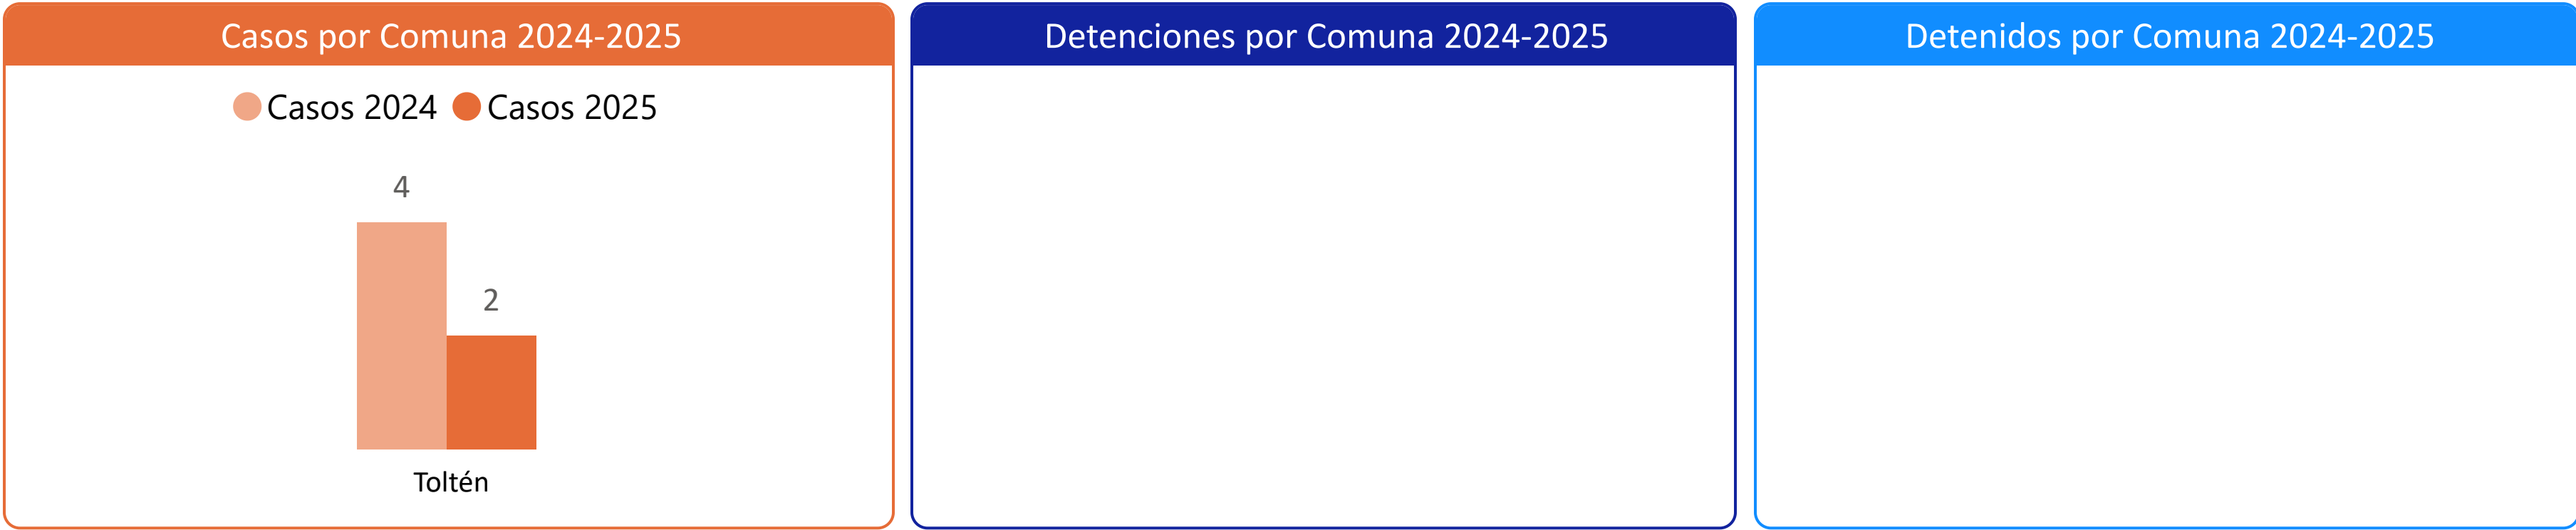 Casos por Comuna 2024-2025
Casos 2024 Casos 2025
4
2
Toltén
Detenciones por Comuna 2024-2025
Detenidos por Comuna 2024-2025